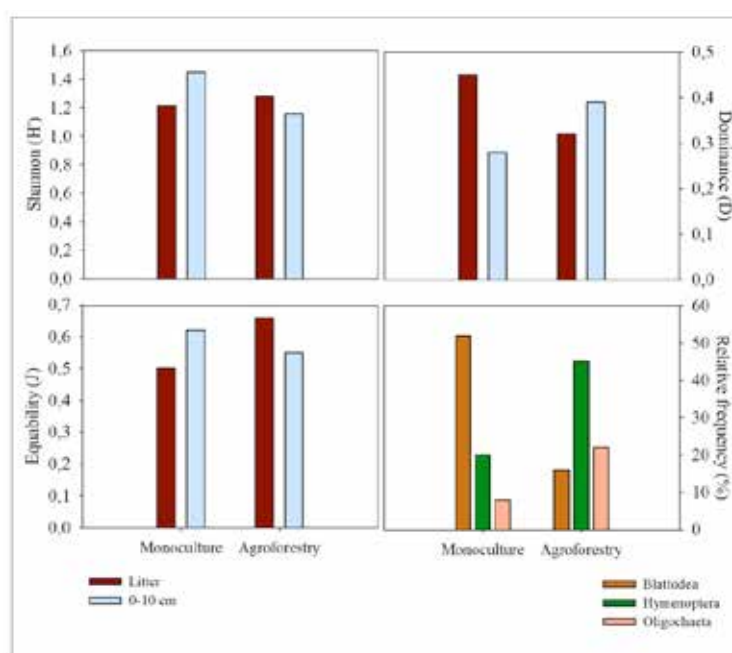 1,6
1,4
1,2
1,0
0,8
0,6
0,4
0,2
0,0
Shannon (H')
0,5
0,4
0,3
0,2
0,1
0,0
Dominance (D)
0,7
0,6
0,5
0,4
0,3
0,2
0,1
0,0
Equability (J)
60
50
40
30
20
10
0
Relative frequency (%)
Monoculture Agroforestry
Monoculture Agroforestry
Litter
0-10 cm
Blattodea
Hymenoptera
Oligochaeta